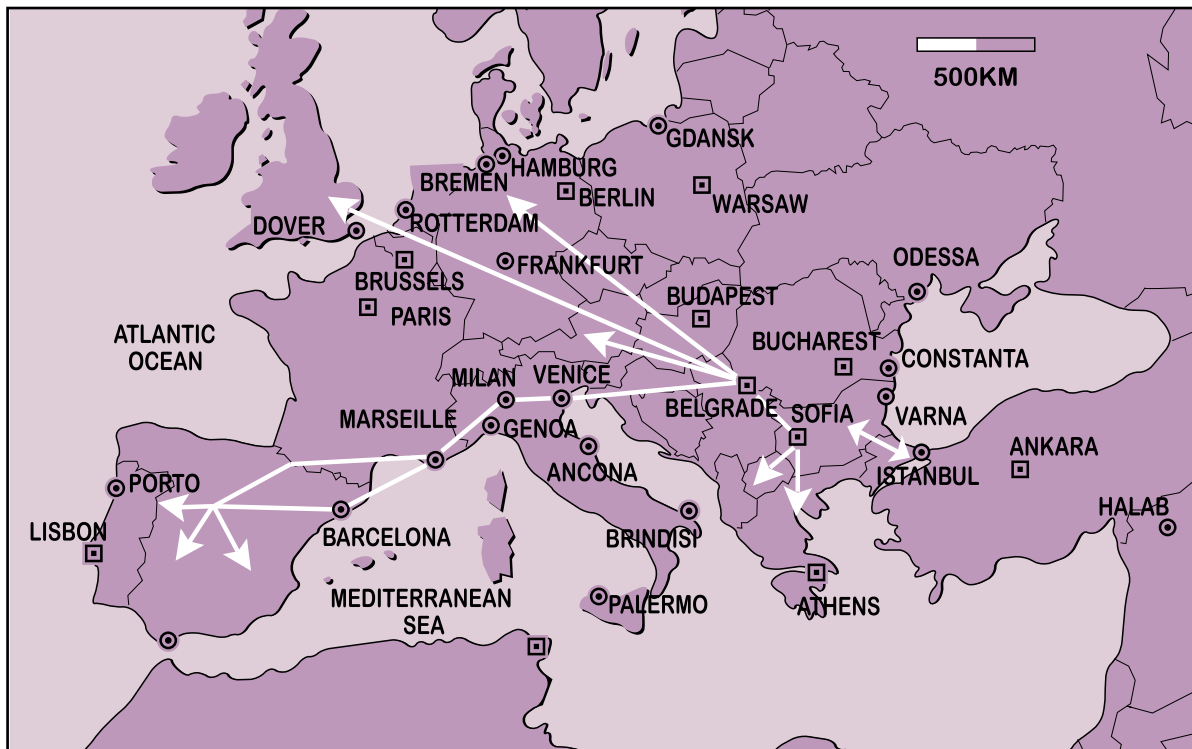 500KM
GDANSK
HAMBURG
BREMEN
BERLIN
WARSAW
DOVER
ROTTERDAM
ODESSA
FRANKFURT
BRUSSELS
BUDAPEST
PARIS
ATLANTIC
OCEAN
BUCHAREST
CONSTANTA
MILAN
VENICE
BELGRADE
SOFIA
VARNA
MARSEILLE
GENOA
ANKARA
ANCONA
ISTANBUL
PORTO
HALAB
LISBON
BARCELONA
BRINDISI
MEDITERRANEAN
SEA
PALERMO
ATHENS